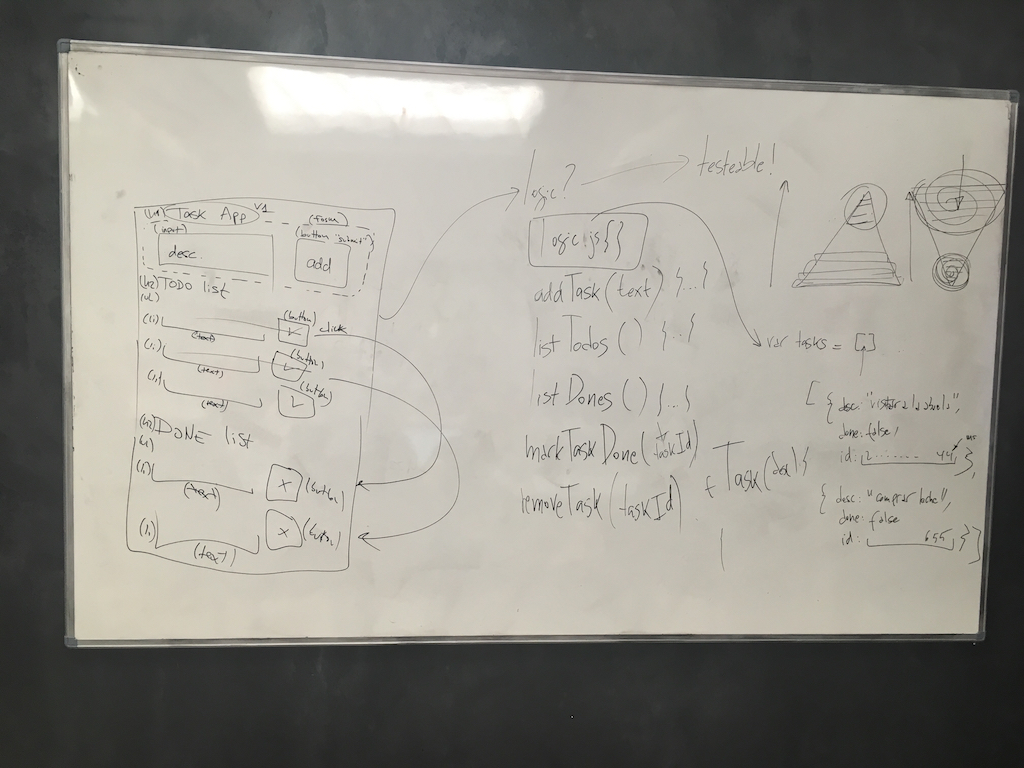 (h1) Task App v1
(form)
(input)
(button "submit")
desc.
add
(h2) TODO list
(ul)
(li) (text) (button) click
(li) (text) (button)
(li) (text) (button)
(h2) DONE list
(ul)
(li) (text) X (button)
(li) (text) X (button)
logic?
testeable!
logic.js {}
addTask (text) {...}
listTodos () {...}
listDones () {...}
markTaskDone (taskId)
removeTask (taskId)
f Task (desc) {
var tasks = []
[ { desc: "visitar a la abuela",
done: false,
id: 2 ...... 44 }, ms
{ desc: "comprar leche",
done: false
id: 655 } ]